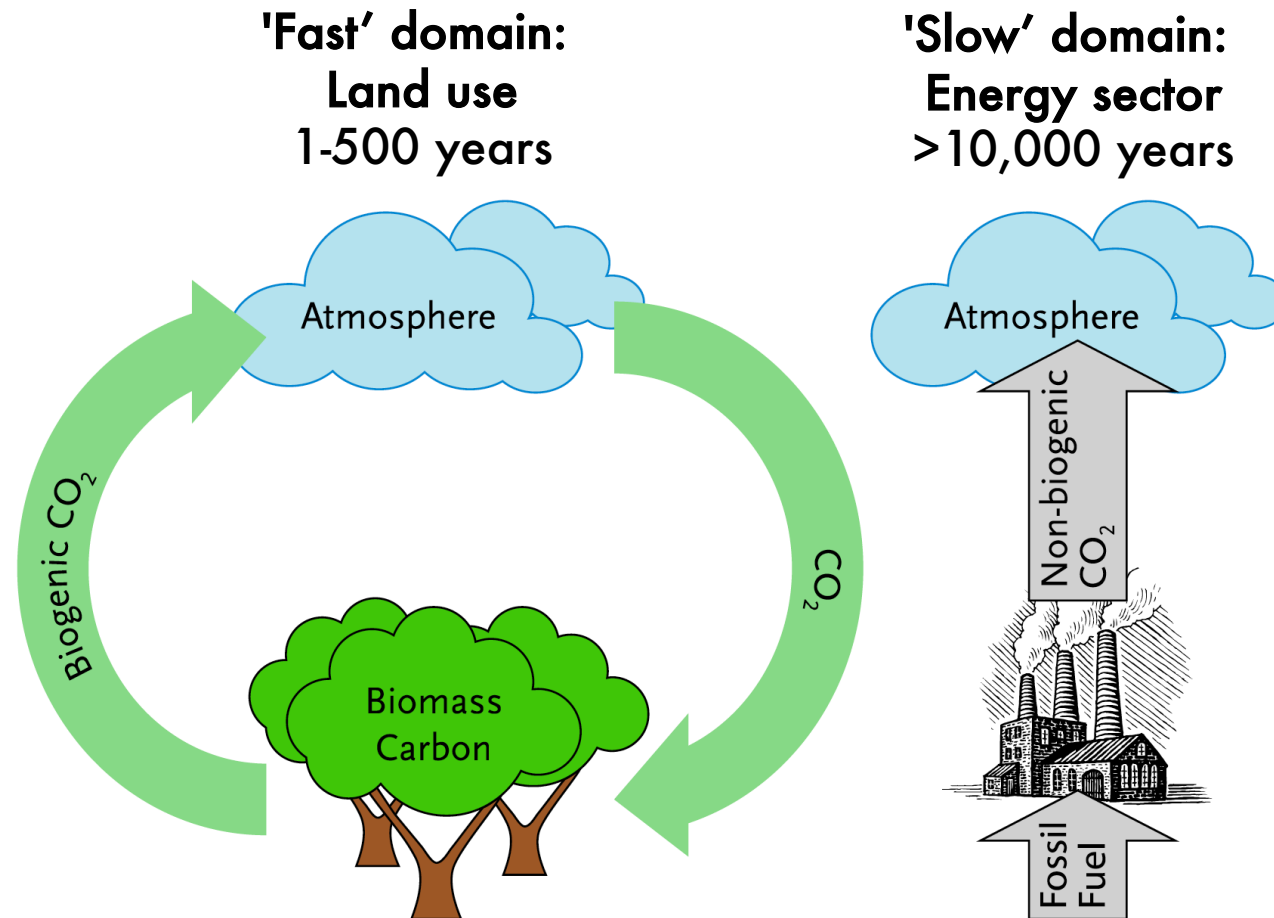 'Fast’ domain:
Land use
1-500 years
Atmosphere
Biogenic CO₂
CO₂
Biomass
Carbon
'Slow’ domain:
Energy sector
>10,000 years
Atmosphere
Non-biogenic
CO₂
Fossil
Fuel